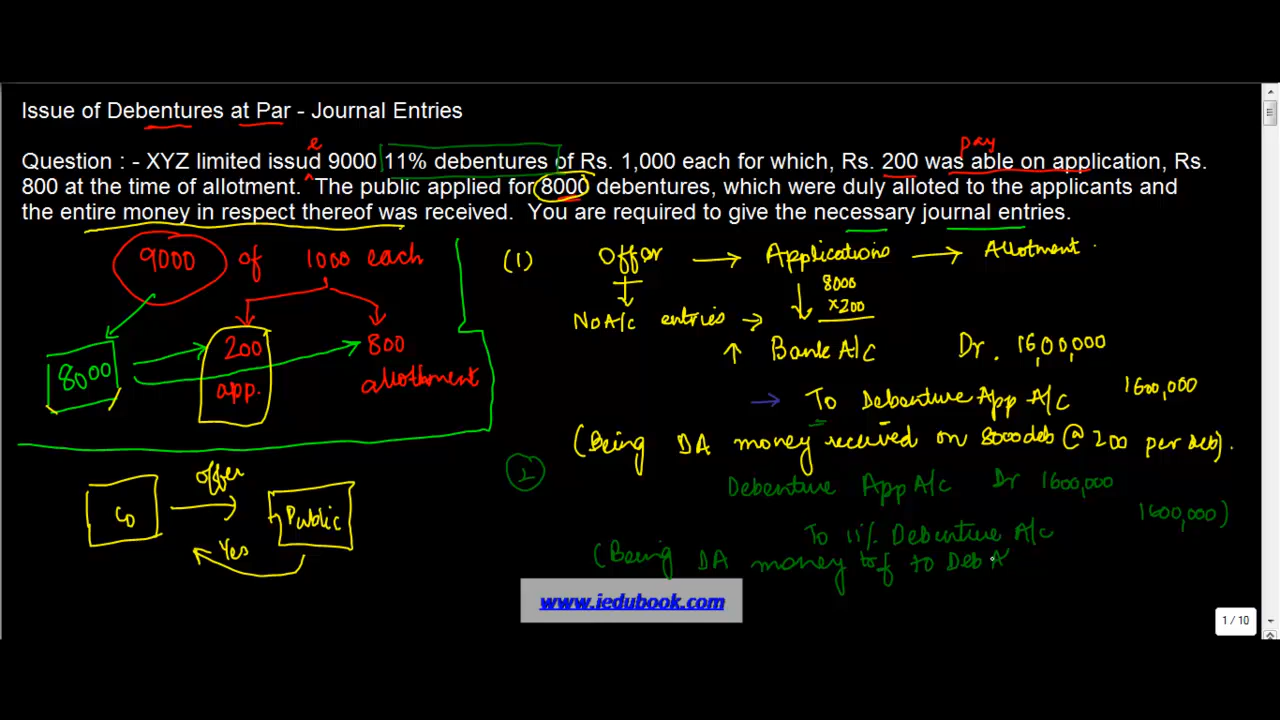 Issue of Debentures at Par - Journal Entries
e
pay
Question : - XYZ limited issud 9000 11% debentures of Rs. 1,000 each for which, Rs. 200 was able on application, Rs.
800 at the time of allotment. The public applied for 8000 debentures, which were duly alloted to the applicants and
the entire money in respect thereof was received. You are required to give the necessary journal entries.
9000 of 1000 each
8000
200 app.
800 allotment
offer
Co
Public
Yes
(1) Offer → Applications → Allotment
8000
×200
No A/c entries →
↑ Bank A/C Dr. 1600,000
→ To Debenture App A/C 1600,000
(Being DA money received on 8000 deb @ 200 per deb).
2 Debenture App A/c Dr 1600,000
To 11% Debenture A/c 1600,000)
(Being DA money trf to Deb A
www.iedubook.com
1 / 10